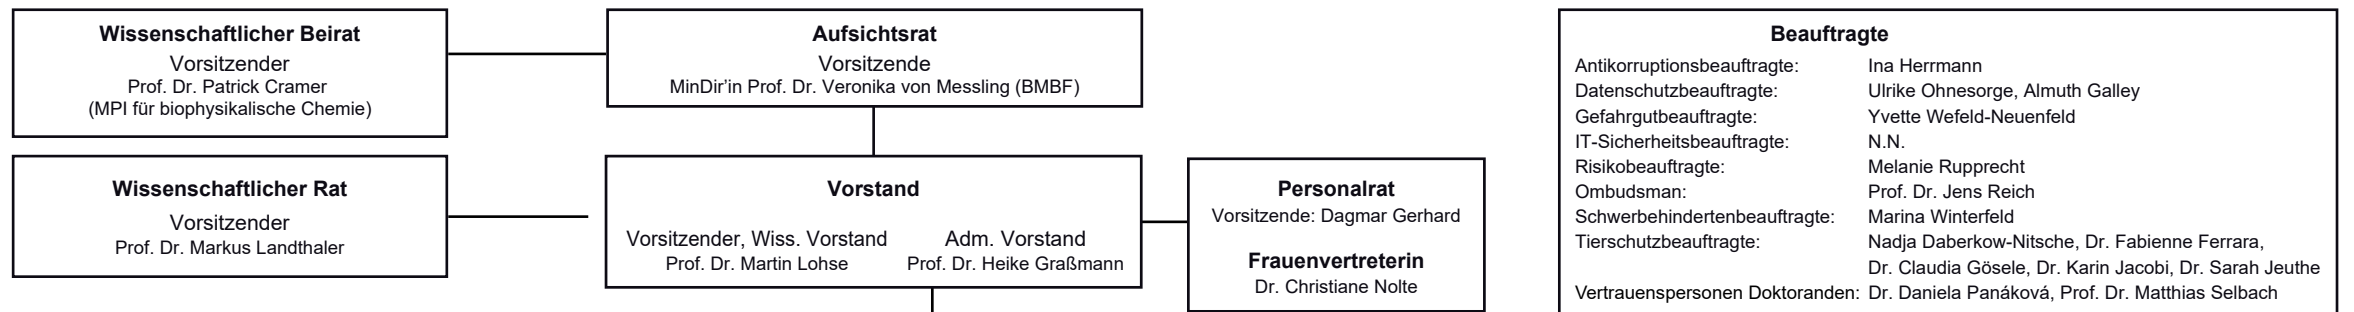 Wissenschaftlicher Beirat
Vorsitzender
Prof. Dr. Patrick Cramer
(MPI für biophysikalische Chemie)
Aufsichtsrat
Vorsitzende
MinDir'in Prof. Dr. Veronika von Messling (BMBF)
Wissenschaftlicher Rat
Vorsitzender
Prof. Dr. Markus Landthaler
Vorstand
Vorsitzender, Wiss. Vorstand
Prof. Dr. Martin Lohse
Adm. Vorstand
Prof. Dr. Heike Graßmann
Personalrat
Vorsitzende: Dagmar Gerhard
Frauenvertreterin
Dr. Christiane Nolte
Beauftragte
Antikorruptionsbeauftragte: Ina Herrmann
Datenschutzbeauftragte: Ulrike Ohnesorge, Almuth Galley
Gefahrgutbeauftragte: Yvette Wefeld-Neuenfeld
IT-Sicherheitsbeauftragte: N.N.
Risikobeauftragte: Melanie Rupprecht
Ombudsman: Prof. Dr. Jens Reich
Schwerbehindertenbeauftragte: Marina Winterfeld
Tierschutzbeauftragte: Nadja Daberkow-Nitsche, Dr. Fabienne Ferrara,
Dr. Claudia Gösele, Dr. Karin Jacobi, Dr. Sarah Jeuthe
Vertrauenspersonen Doktoranden: Dr. Daniela Panáková, Prof. Dr. Matthias Selbach